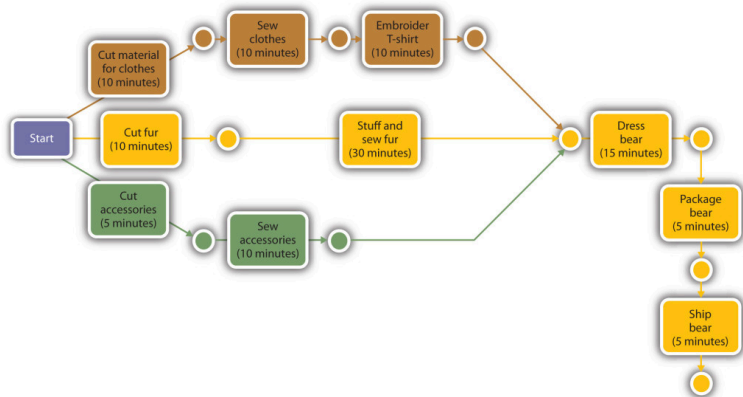 Cut material
for clothes
(10 minutes)
Sew
clothes
(10 minutes)
Embroider
T-shirt
(10 minutes)
Start
Cut fur
(10 minutes)
Stuff and
sew fur
(30 minutes)
Dress
bear
(15 minutes)
Cut
accessories
(5 minutes)
Sew
accessories
(10 minutes)
Package
bear
(5 minutes)
Ship
bear
(5 minutes)